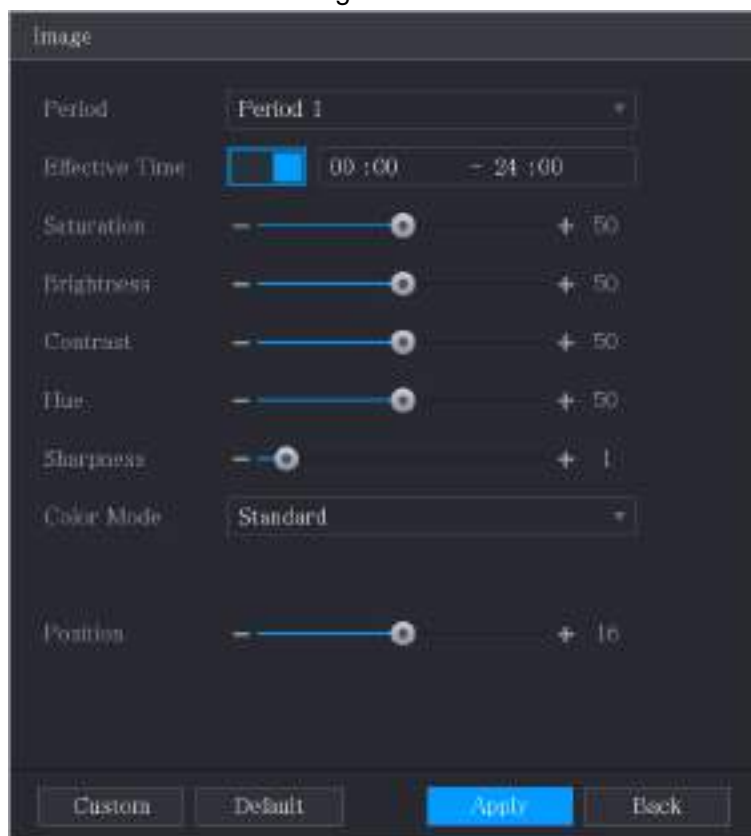 Image
Period Period 1
Effective Time 00 :00 - 24 :00
Saturation 50
Brightness 50
Contrast 50
Hue 50
Sharpness 1
Color Mode Standard
Position 16
Custom Default Apply Back